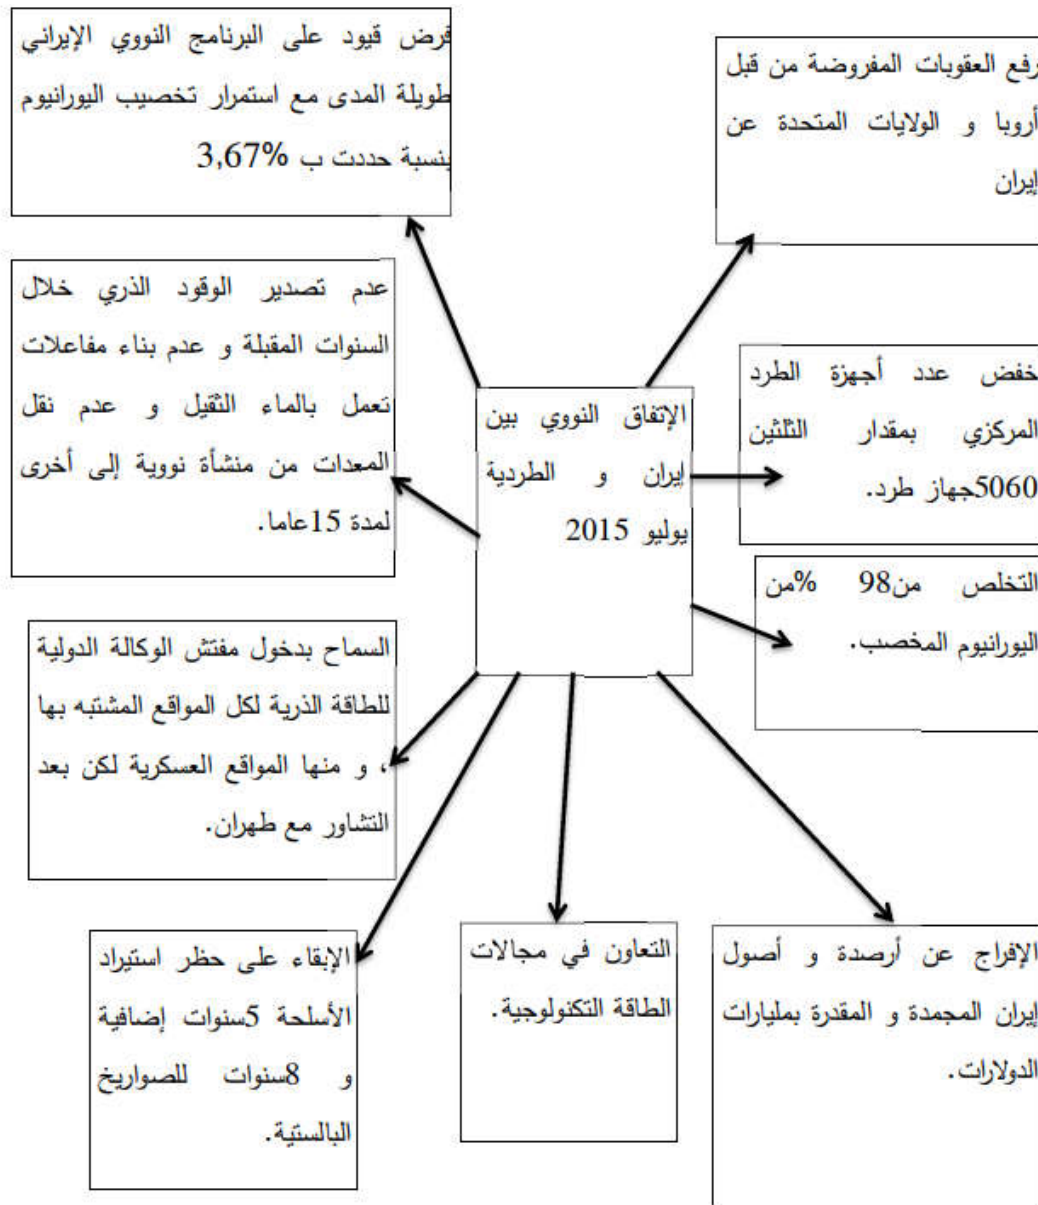 فرض قيود على البرنامج النووي الإيراني
طويلة المدى مع استمرار تخصيب اليورانيوم
بنسبة حددت ب %3,67
رفع العقوبات المفروضة من قبل
أروبا و الولايات المتحدة عن
إيران
عدم تصدير الوقود الذري خلال
السنوات المقبلة و عدم بناء مفاعلات
تعمل بالماء الثقيل و عدم نقل
المعدات من منشأة نووية إلى أخرى
لمدة 15عاما.
الإتفاق النووي بين
إيران و الطردية
يوليو 2015
خفض عدد أجهزة الطرد
المركزي بمقدار الثلثين
5060جهاز طرد.
التخلص من98 %من
اليورانيوم المخصب.
السماح بدخول مفتش الوكالة الدولية
للطاقة الذرية لكل المواقع المشتبه بها
، و منها المواقع العسكرية لكن بعد
التشاور مع طهران.
الإبقاء على حظر استيراد
الأسلحة 5سنوات إضافية
و 8سنوات للصواريخ
البالستية.
التعاون في مجالات
الطاقة التكنولوجية.
الإفراج عن أرصدة و أصول
إيران المجمدة و المقدرة بمليارات
الدولارات.